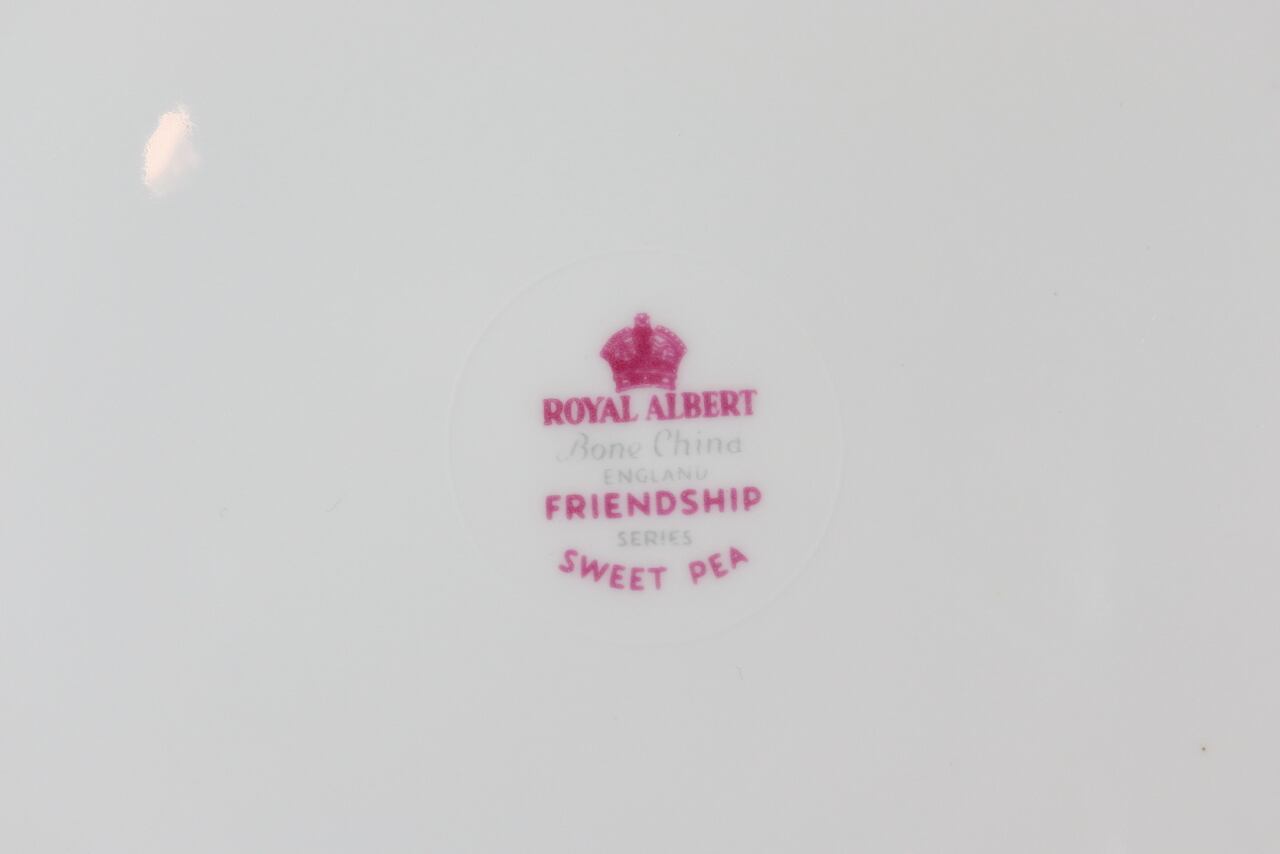 ROYAL ALBERT
Bone China
ENGLAND
FRIENDSHIP
SERIES
SWEET PEA